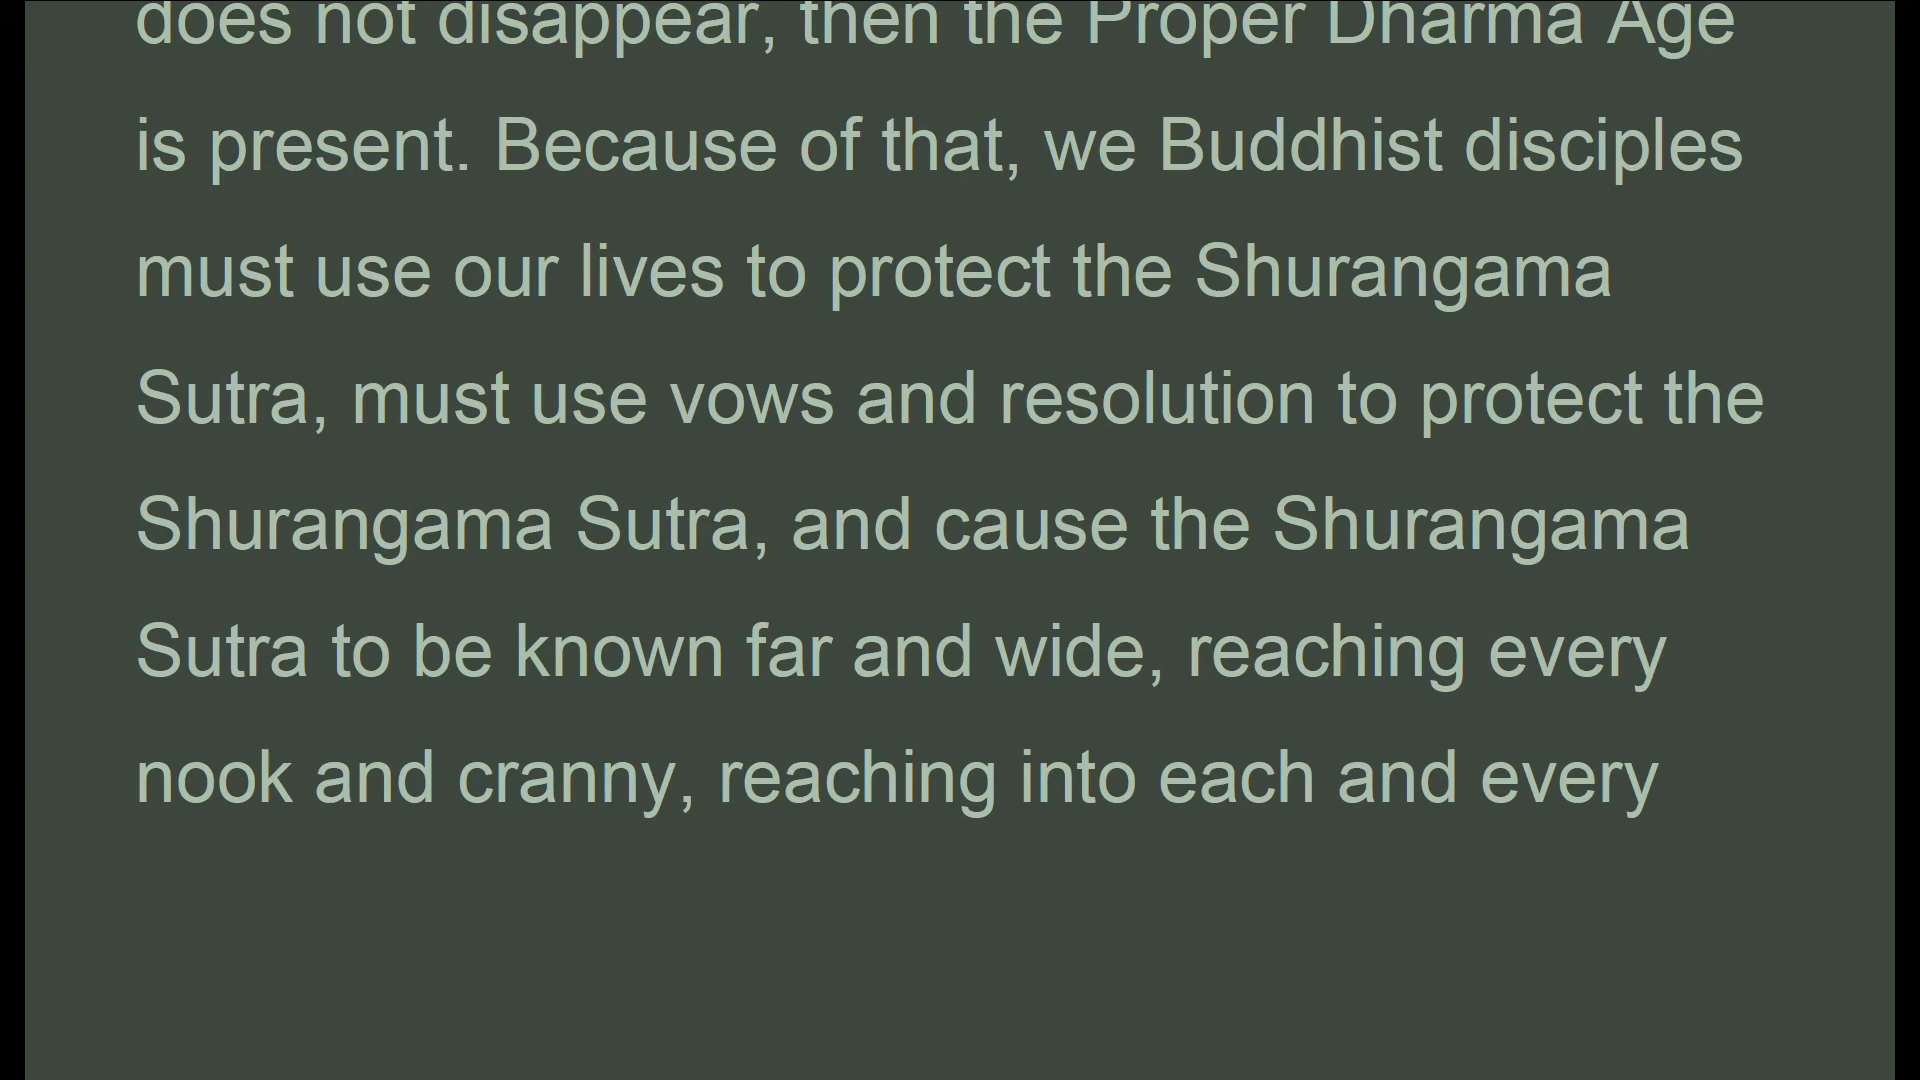 does not disappear, then the Proper Dharma Age
is present. Because of that, we Buddhist disciples
must use our lives to protect the Shurangama
Sutra, must use vows and resolution to protect the
Shurangama Sutra, and cause the Shurangama
Sutra to be known far and wide, reaching every
nook and cranny, reaching into each and every